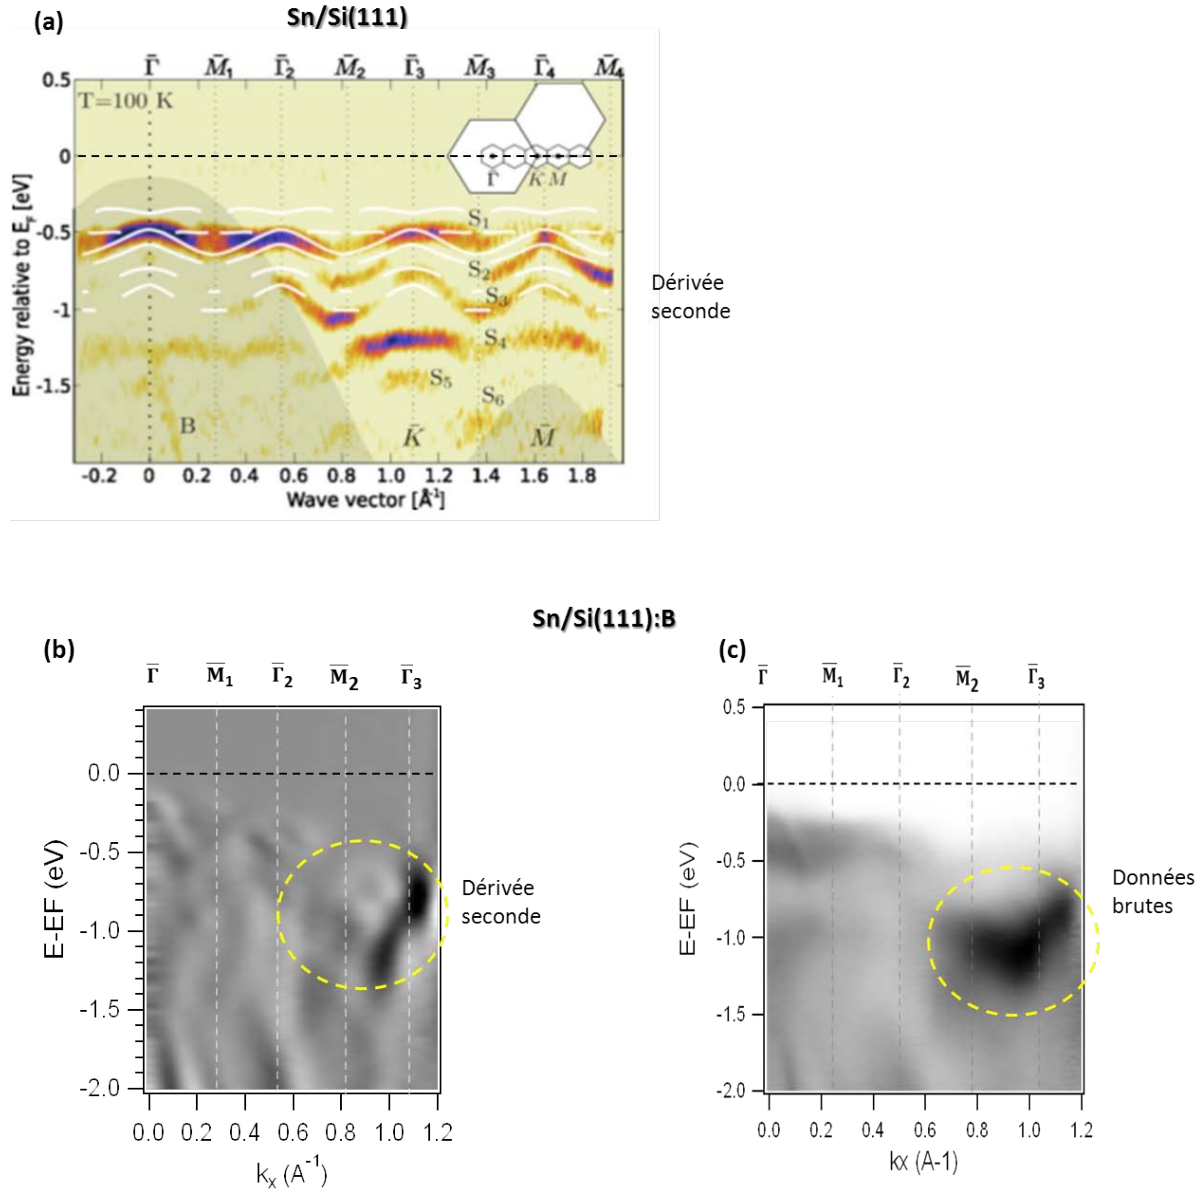 (a)
Sn/Si(111)
Γ̄ M̄₁ Γ̄₂ M̄₂ Γ̄₃ M̄₃ Γ̄₄ M̄₄
T=100 K
Energy relative to E_F [eV]
0.5
0
-0.5
-1
-1.5
Γ̄ K̄ M̄
S₁
S₂
S₃
S₄
S₅
S₆
B
K̄
M̄
-0.2 0 0.2 0.4 0.6 0.8 1.0 1.2 1.4 1.6 1.8
Wave vector [Å⁻¹]
Dérivée
seconde
Sn/Si(111):B
(b)
Γ̄ M̄₁ Γ̄₂ M̄₂ Γ̄₃
E-EF (eV)
0.0
-0.5
-1.0
-1.5
-2.0
0.0 0.2 0.4 0.6 0.8 1.0 1.2
kₓ (A⁻¹)
Dérivée
seconde
(c)
Γ̄ M̄₁ Γ̄₂ M̄₂ Γ̄₃
E-EF (eV)
0.5
0.0
-0.5
-1.0
-1.5
-2.0
0.0 0.2 0.4 0.6 0.8 1.0 1.2
kx (A-1)
Données
brutes